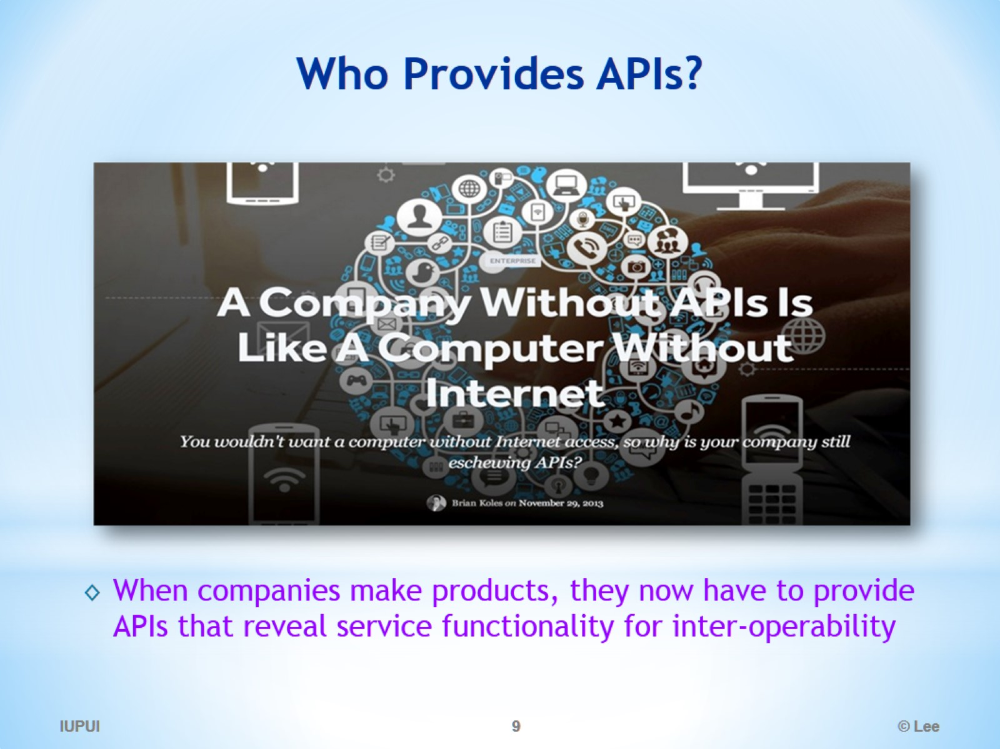 Who Provides APIs?
ENTERPRISE
A Company Without APIs Is
Like A Computer Without
Internet
You wouldn't want a computer without Internet access, so why is your company still
eschewing APIs?
Brian Koles on November 29, 2013
When companies make products, they now have to provide
APIs that reveal service functionality for inter-operability
IUPUI
9
© Lee